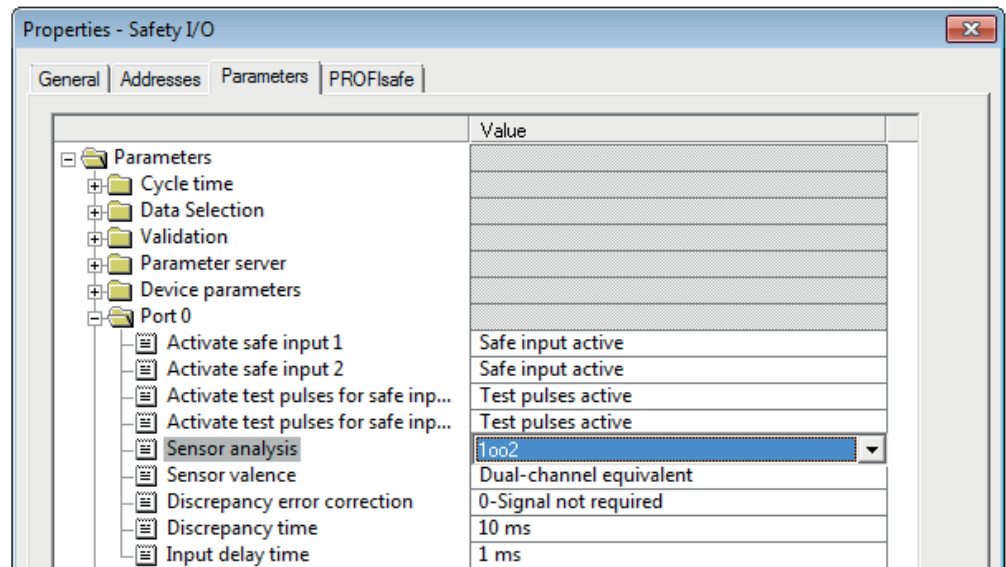 Properties - Safety I/O
General Addresses Parameters PROFIsafe
Value
Parameters
Cycle time
Data Selection
Validation
Parameter server
Device parameters
Port 0
Activate safe input 1 Safe input active
Activate safe input 2 Safe input active
Activate test pulses for safe inp... Test pulses active
Activate test pulses for safe inp... Test pulses active
Sensor analysis 1oo2
Sensor valence Dual-channel equivalent
Discrepancy error correction 0-Signal not required
Discrepancy time 10 ms
Input delay time 1 ms